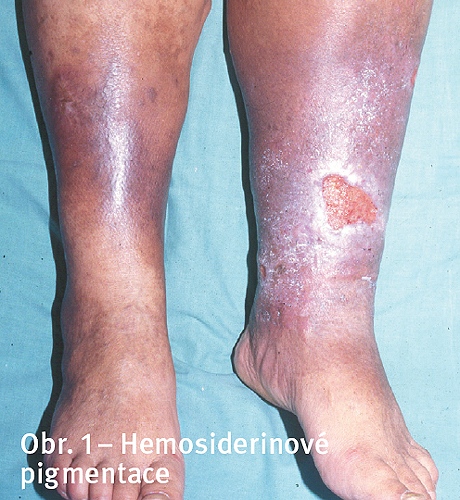 Obr. 1 – Hemosiderinové
pigmentace